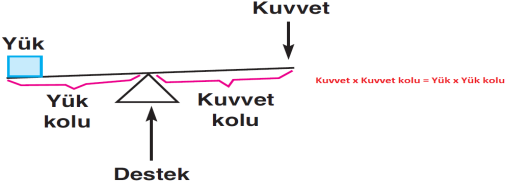 Kuvvet
Yük
Kuvvet x Kuvvet kolu = Yük x Yük kolu
Yük
kolu
Kuvvet
kolu
Destek